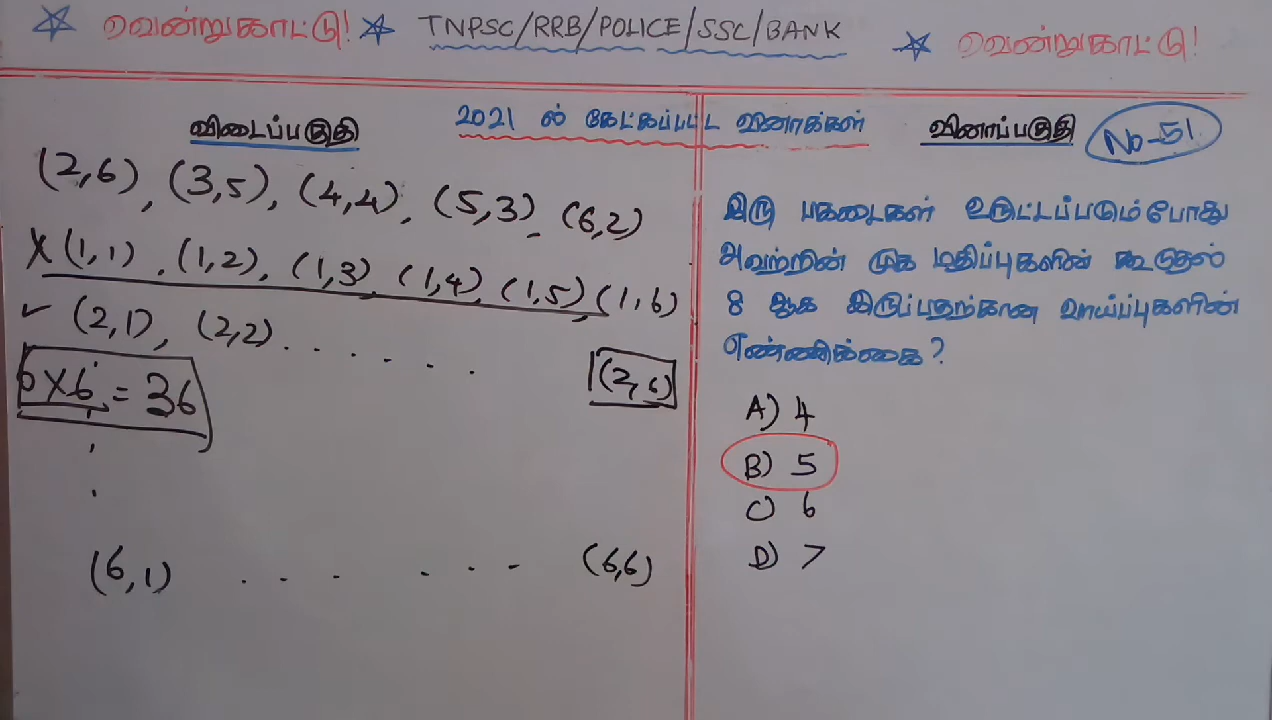 வென்றுகாட்டு! TNPSC/RRB/POLICE/SSC/BANK வென்றுகாட்டு!
2021 ல் கேட்கப்பட்ட வினாக்கள்
விடைப்பகுதி
(2,6), (3,5), (4,4), (5,3), (6,2)
X (1,1), (1,2), (1,3), (1,4), (1,5), (1,6)
✓ (2,1), (2,2) . . . . . . (2,6)
6X6 = 36
(6,1) . . . . . . (6,6)
வினாப்பகுதி No-51
இரு பகடைகள் உருட்டப்படும்போது
அவற்றின் முக மதிப்புகளின் கூடுதல்
8 ஆக இருப்பதற்கான வாய்ப்புகளின்
எண்ணிக்கை?
A) 4
B) 5
C) 6
D) 7